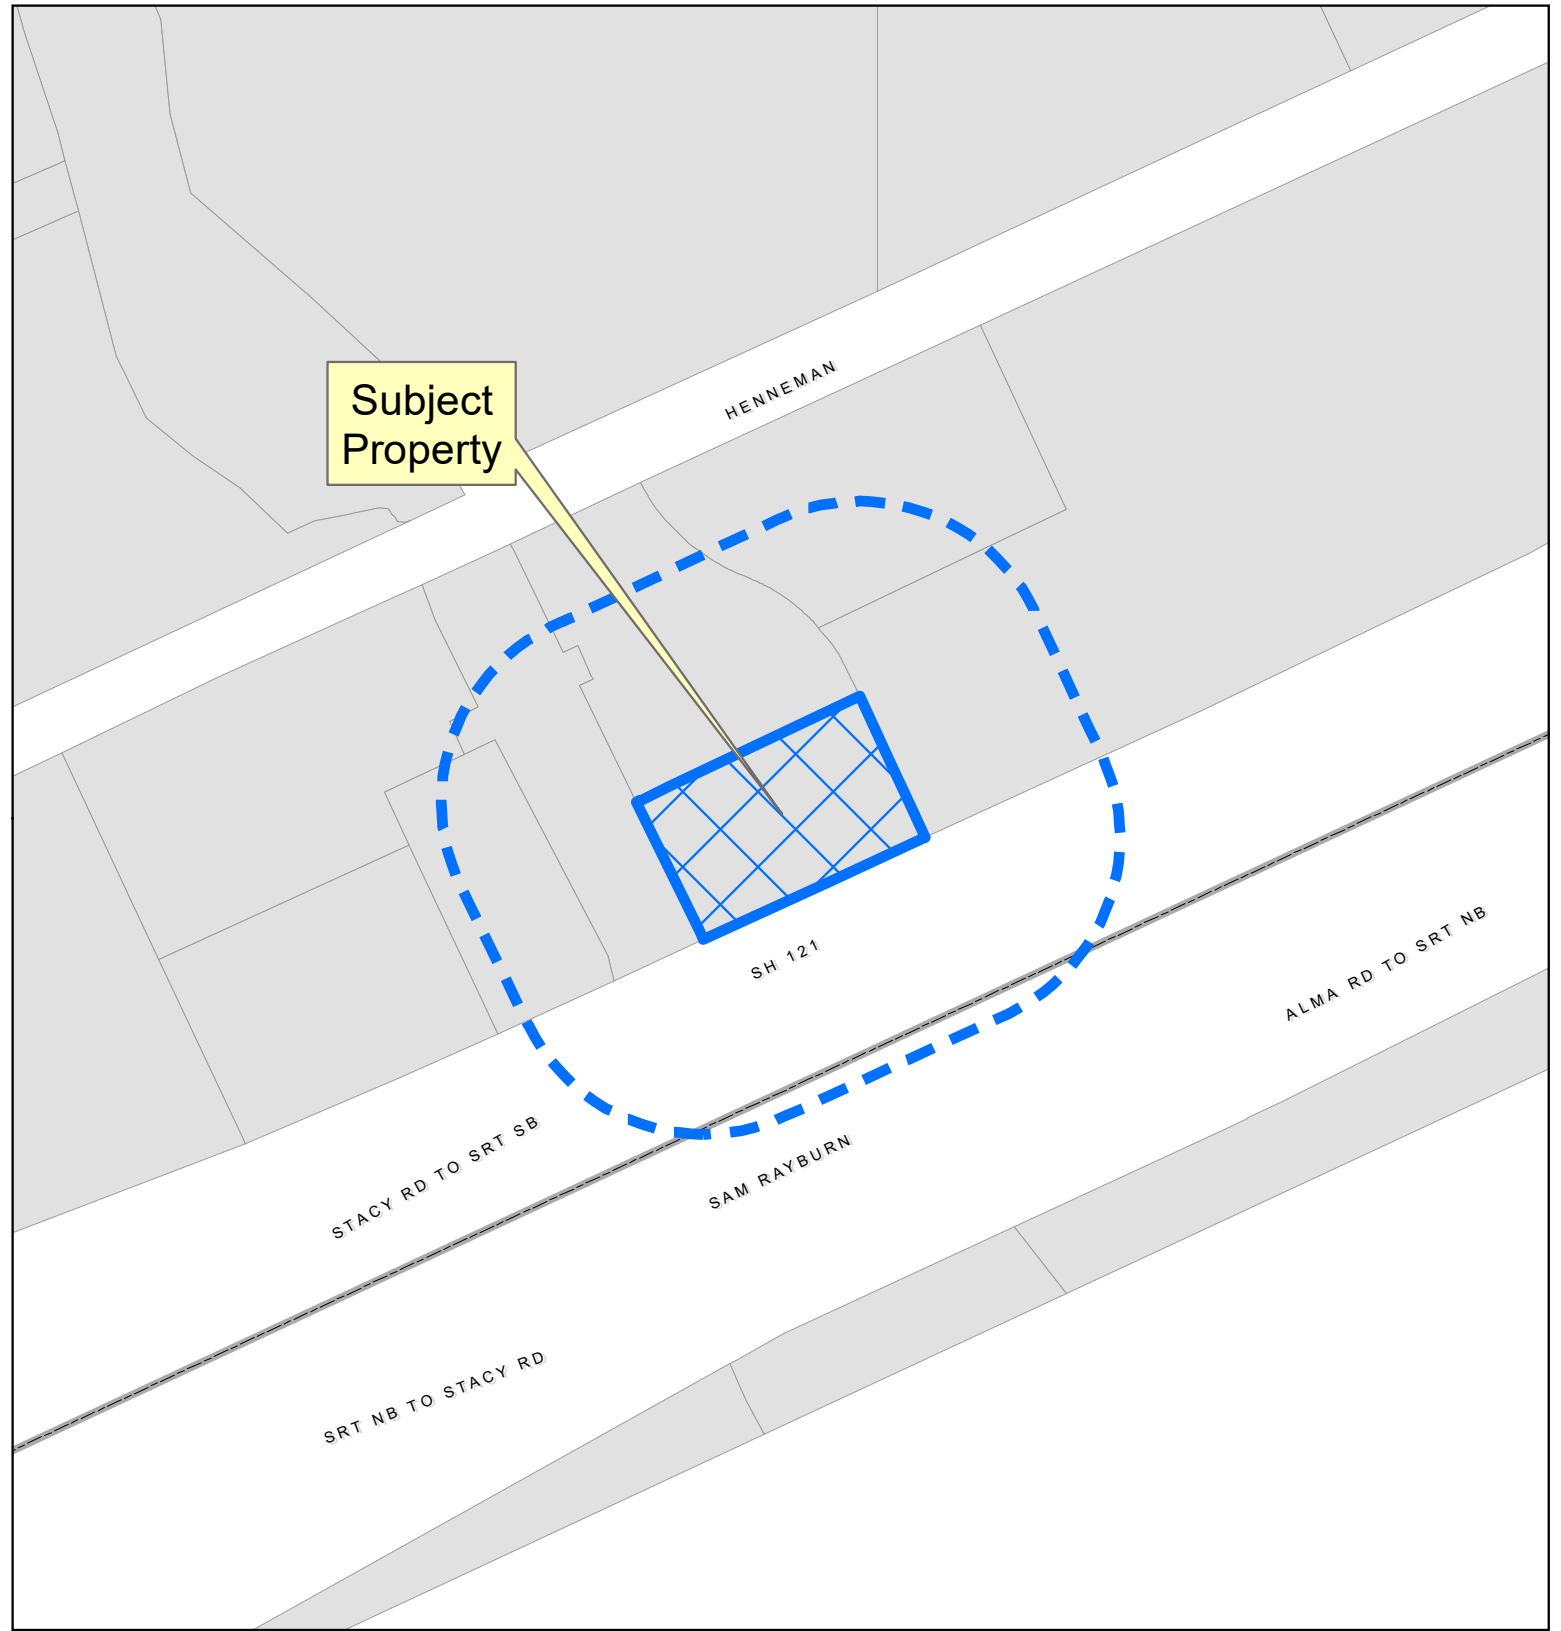 HENNEMAN
Subject
Property
SH 121
ALMA RD TO SRT NB
STACY RD TO SRT SB
SAM RAYBURN
SRT NB TO STACY RD